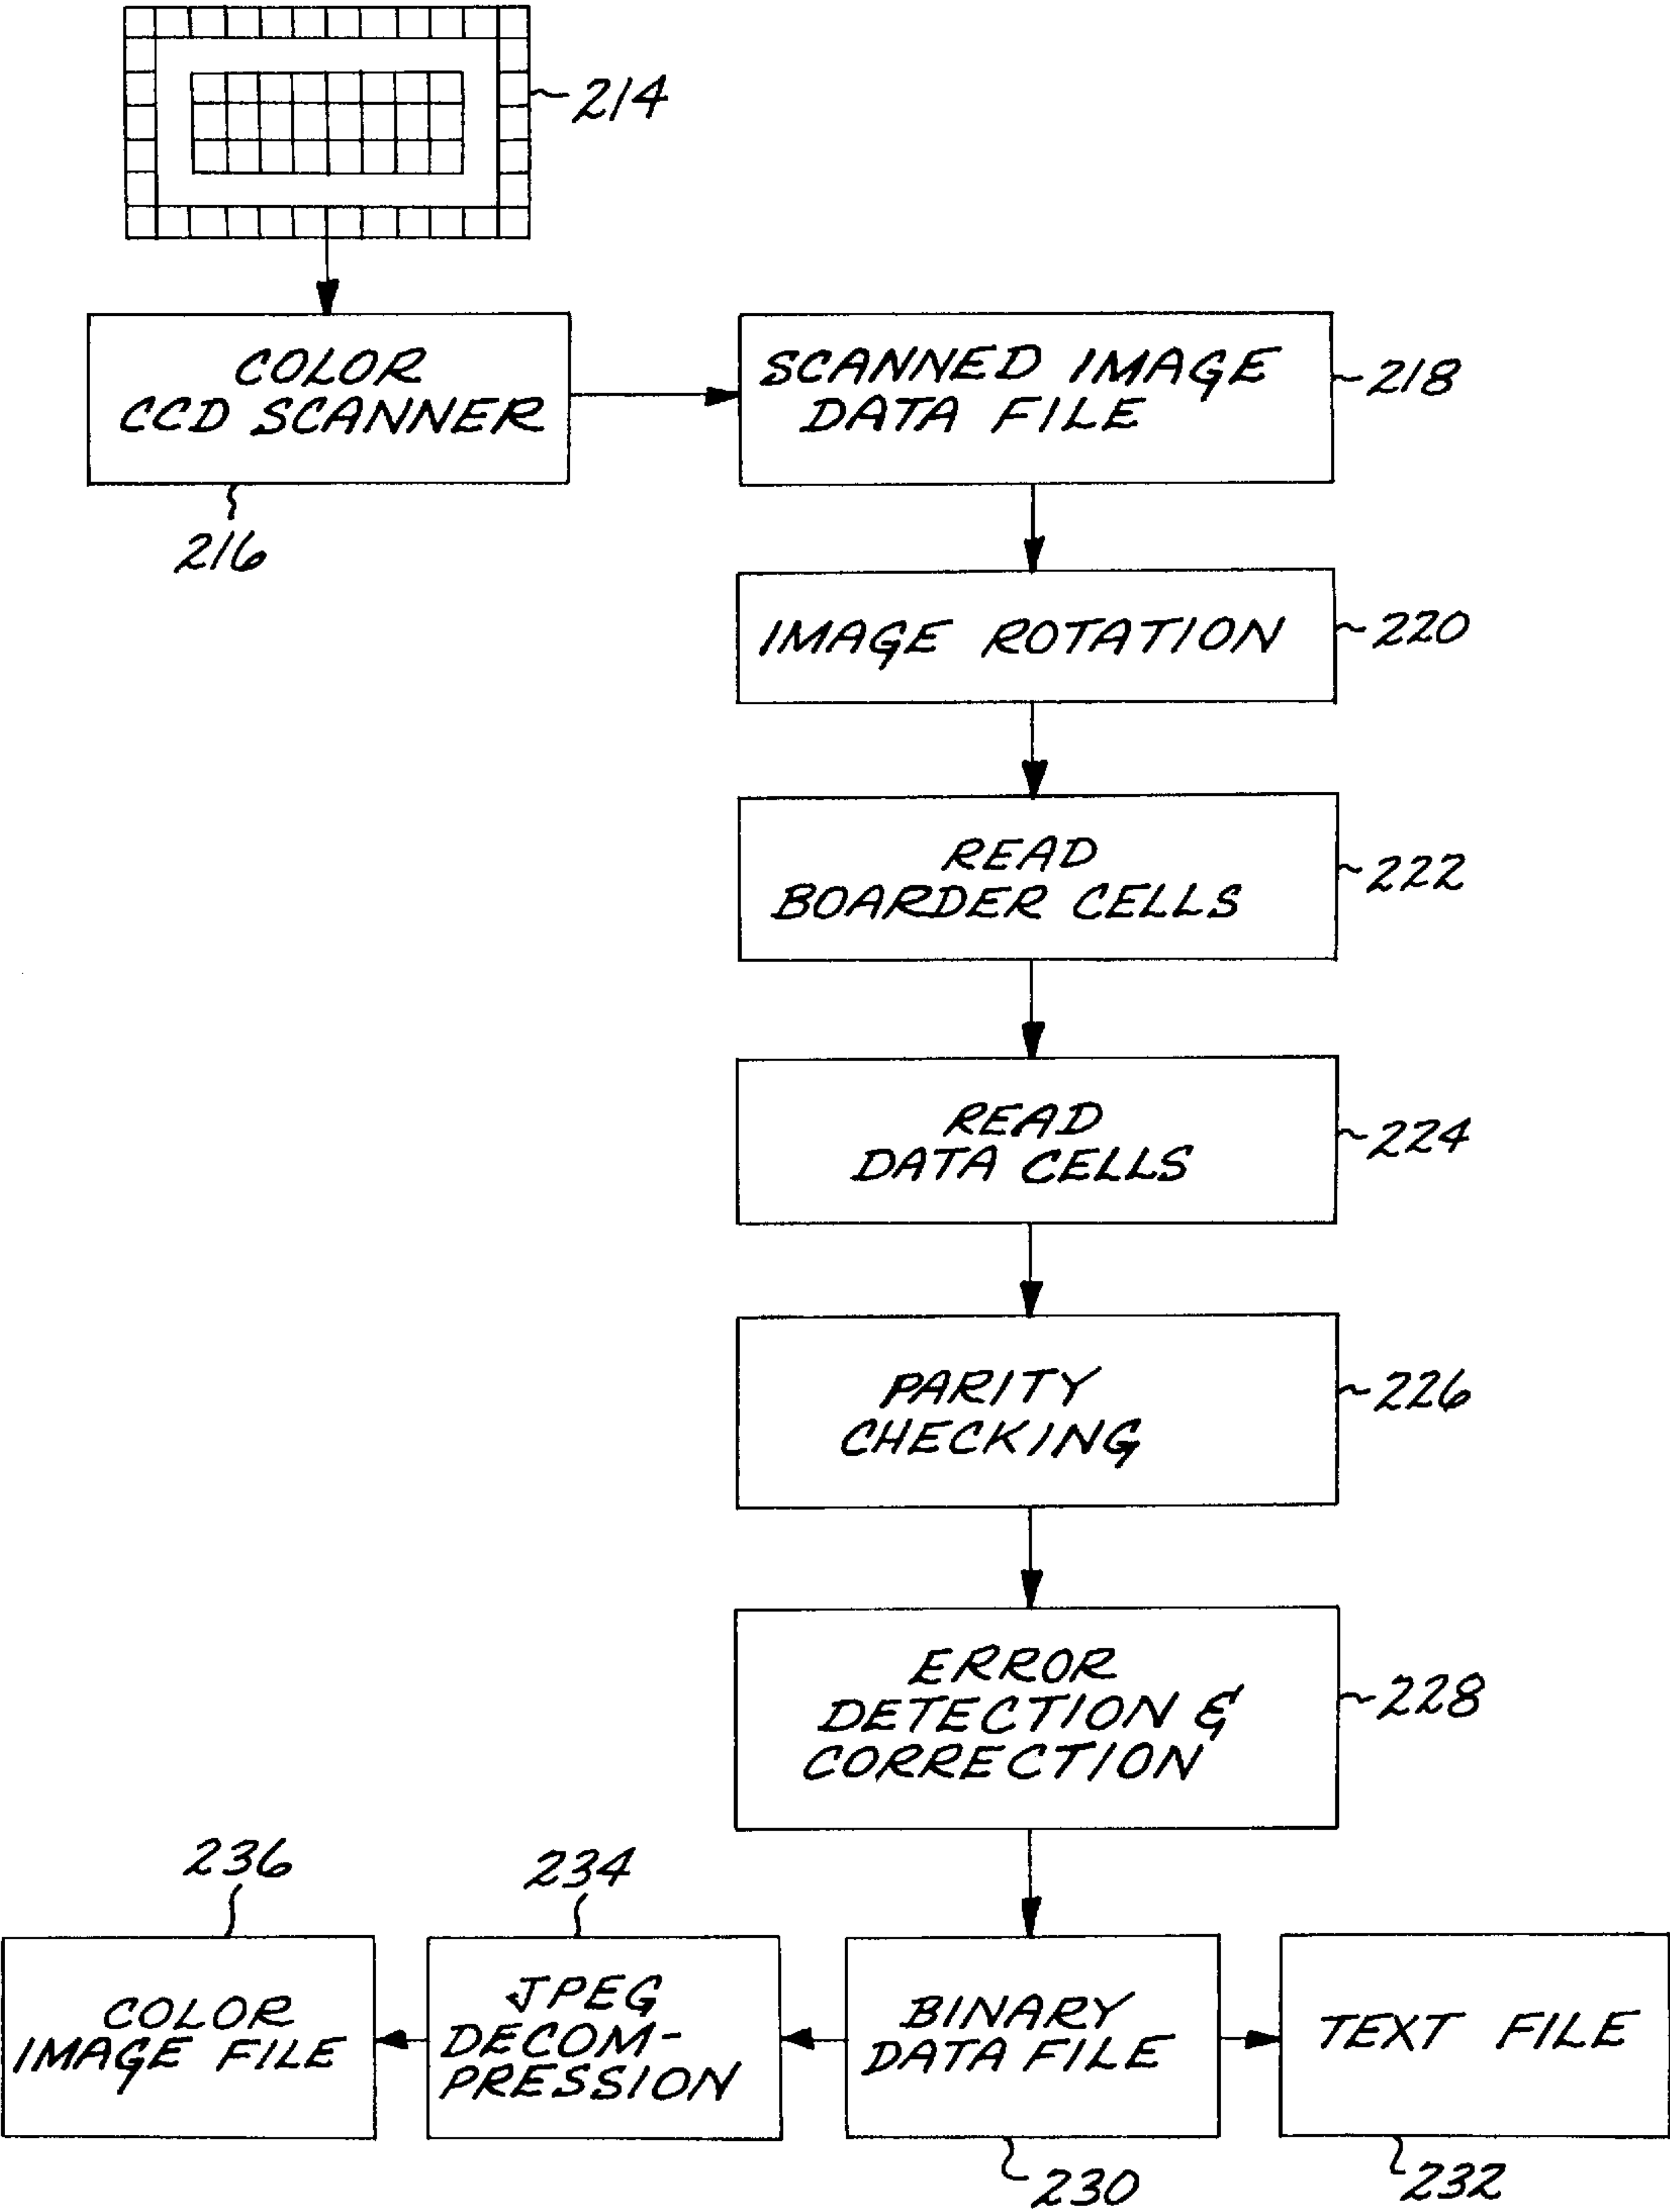 214
COLOR
CCD SCANNER
216
SCANNED IMAGE
DATA FILE
218
IMAGE ROTATION
220
READ
BOARDER CELLS
222
READ
DATA CELLS
224
PARITY
CHECKING
226
ERROR
DETECTION &
CORRECTION
228
236
COLOR
IMAGE FILE
234
JPEG
DECOM-
PRESSION
BINARY
DATA FILE
230
TEXT FILE
232